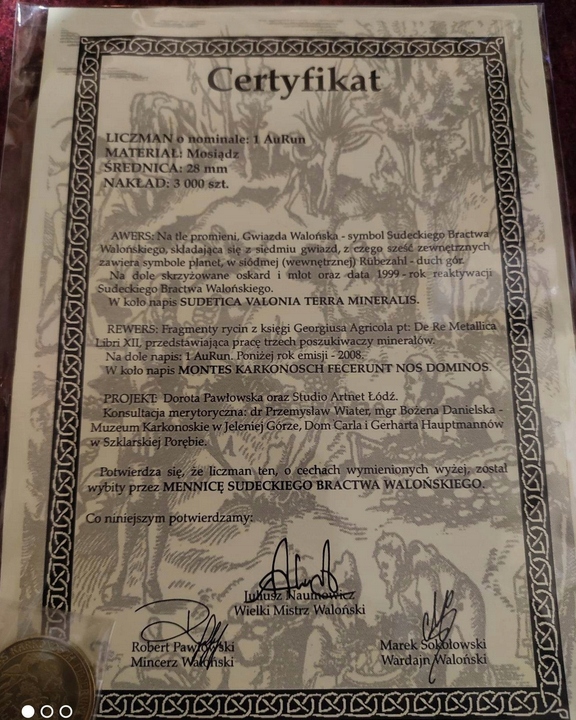 Certyfikat
LICZMAN o nominale: 1 AuRun
MATERIAŁ: Mosiądz
ŚREDNICA: 28 mm
NAKŁAD: 3 000 szt.
AWERS: Na tle promieni, Gwiazda Walońska - symbol Sudeckiego Bractwa
Walońskiego, składająca się z siedmiu gwiazd, z czego sześć zewnętrznych
zawiera symbole planet, w siódmej (wewnętrznej) Rübezahl - duch gór.
Na dole skrzyżowane oskard i młot oraz data 1999 - rok reaktywacji
Sudeckiego Bractwa Walońskiego.
W koło napis SUDETICA VALONIA TERRA MINERALIS.
REWERS: Fragmenty rycin z księgi Georgiusa Agricola pt: De Re Metallica
Libri XII, przedstawiająca pracę trzech poszukiwaczy minerałów.
Na dole napis: 1 AuRun. Poniżej rok emisji - 2008.
W koło napis MONTES KARKONOSCH FECERUNT NOS DOMINOS.
PROJEKT: Dorota Pawłowska oraz Studio Artnet Łódź.
Konsultacja merytoryczna: dr Przemysław Wiater, mgr Bożena Danielska -
Muzeum Karkonoskie w Jeleniej Górze, Dom Carla i Gerharta Hauptmannów
w Szklarskiej Porębie.
Potwierdza się, że liczman ten, o cechach wymienionych wyżej, został
wybity przez MENNICĘ SUDECKIEGO BRACTWA WALOŃSKIEGO.
Co niniejszym potwierdzamy:
Juliusz Naumowicz
Wielki Mistrz Waloński
Robert Pawłowski
Mincerz Waloński
Marek Sokołowski
Wardajn Waloński